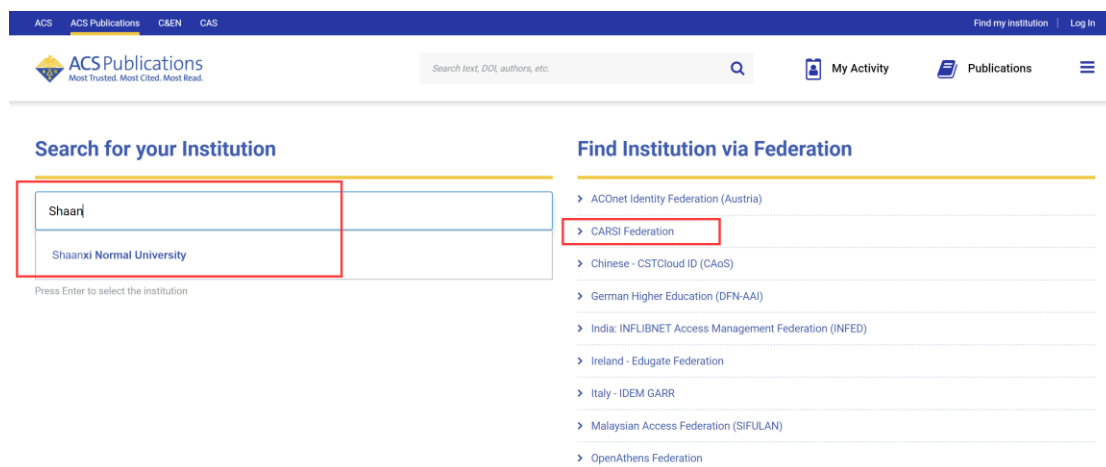 ACS ACS Publications C&EN CAS Find my institution Log In
ACS Publications
Most Trusted. Most Cited. Most Read.
Search text, DOI, authors, etc.
My Activity
Publications
Search for your Institution
Shaan
Shaanxi Normal University
Press Enter to select the institution
Find Institution via Federation
ACOnet Identity Federation (Austria)
CARSI Federation
Chinese - CSTCloud ID (CAoS)
German Higher Education (DFN-AAI)
India: INFLIBNET Access Management Federation (INFED)
Ireland - Edugate Federation
Italy - IDEM GARR
Malaysian Access Federation (SIFULAN)
OpenAthens Federation